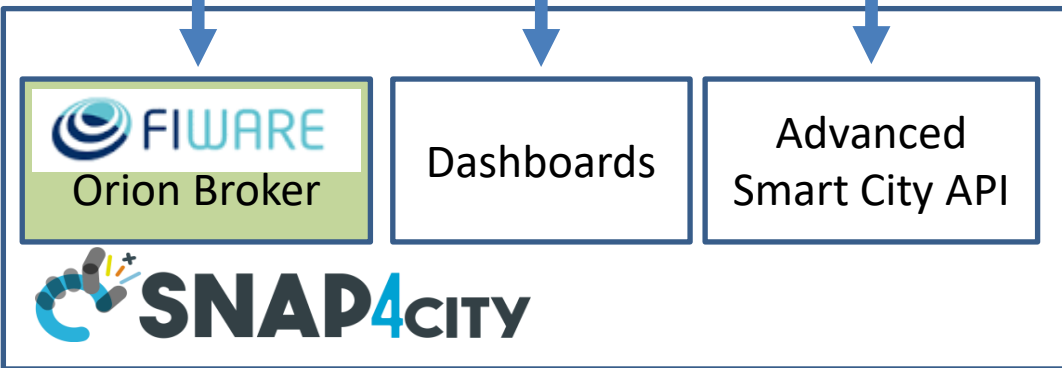 FIWARE
Orion Broker
Dashboards
Advanced
Smart City API
SNAP4CITY